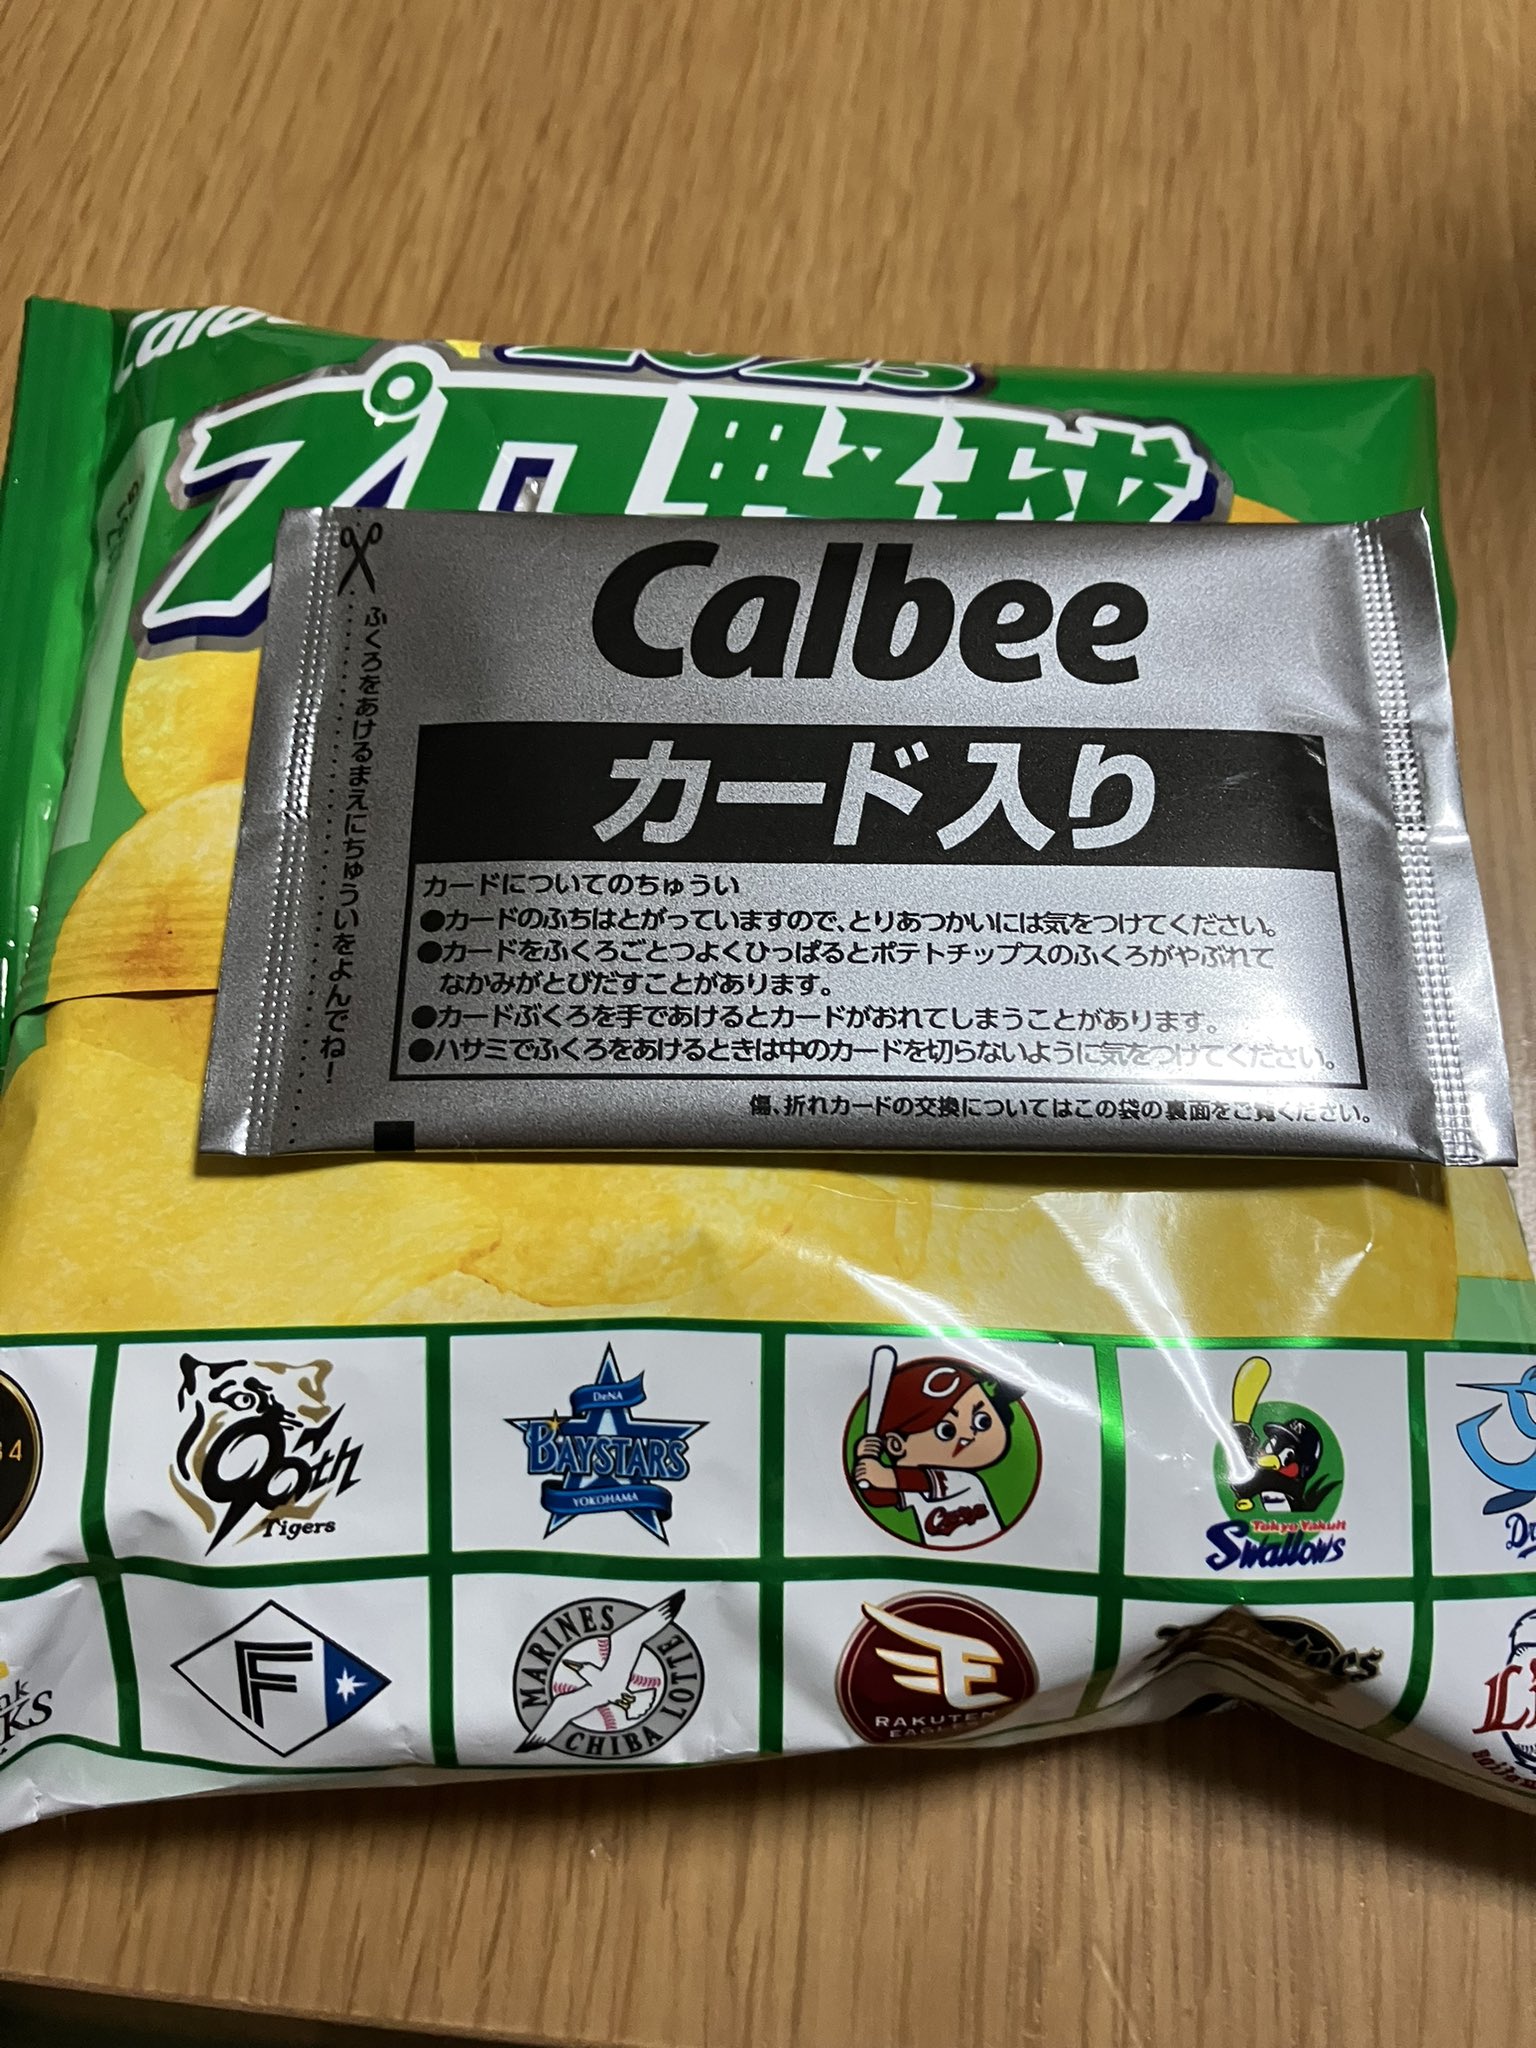 Calbee
2025
プロ野球
Calbee
カード入り
ふくろをあけるまえにちゅういをよんでね!
カードについてのちゅうい
●カードのふちはとがっていますので、とりあつかいには気をつけてください。
●カードをふくろごとつよくひっぱるとポテトチップスのふくろがやぶれて
なかみがとびだすことがあります。
●カードぶくろを手であけるとカードがおれてしまうことがあります。
●ハサミでふくろをあけるときは中のカードを切らないように気をつけてください。
傷、折れカードの交換についてはこの袋の裏面をご覧ください。
90th
Tigers
DeNA
BAYSTARS
YOKOHAMA
C
Carp
Tokyo Yakult
Swallows
F
MARINES
CHIBA LOTTE
E
RAKUTEN
EAGLES